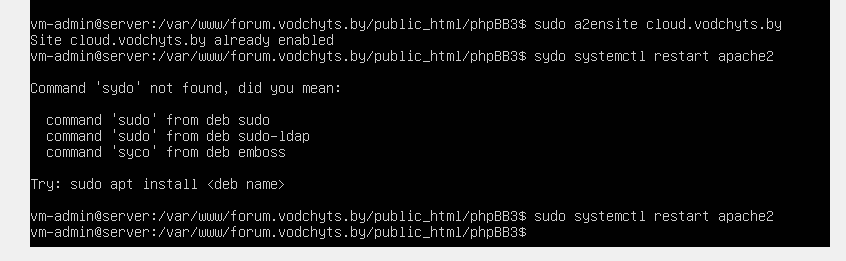 vm-admin@server:/var/www/forum.vodchyts.by/public_html/phpBB3$ sudo a2ensite cloud.vodchyts.by
Site cloud.vodchyts.by already enabled
vm-admin@server:/var/www/forum.vodchyts.by/public_html/phpBB3$ sydo systemctl restart apache2
Command 'sydo' not found, did you mean:
command 'sudo' from deb sudo
command 'sudo' from deb sudo-ldap
command 'syco' from deb emboss
Try: sudo apt install <deb name>
vm-admin@server:/var/www/forum.vodchyts.by/public_html/phpBB3$ sudo systemctl restart apache2
vm-admin@server:/var/www/forum.vodchyts.by/public_html/phpBB3$